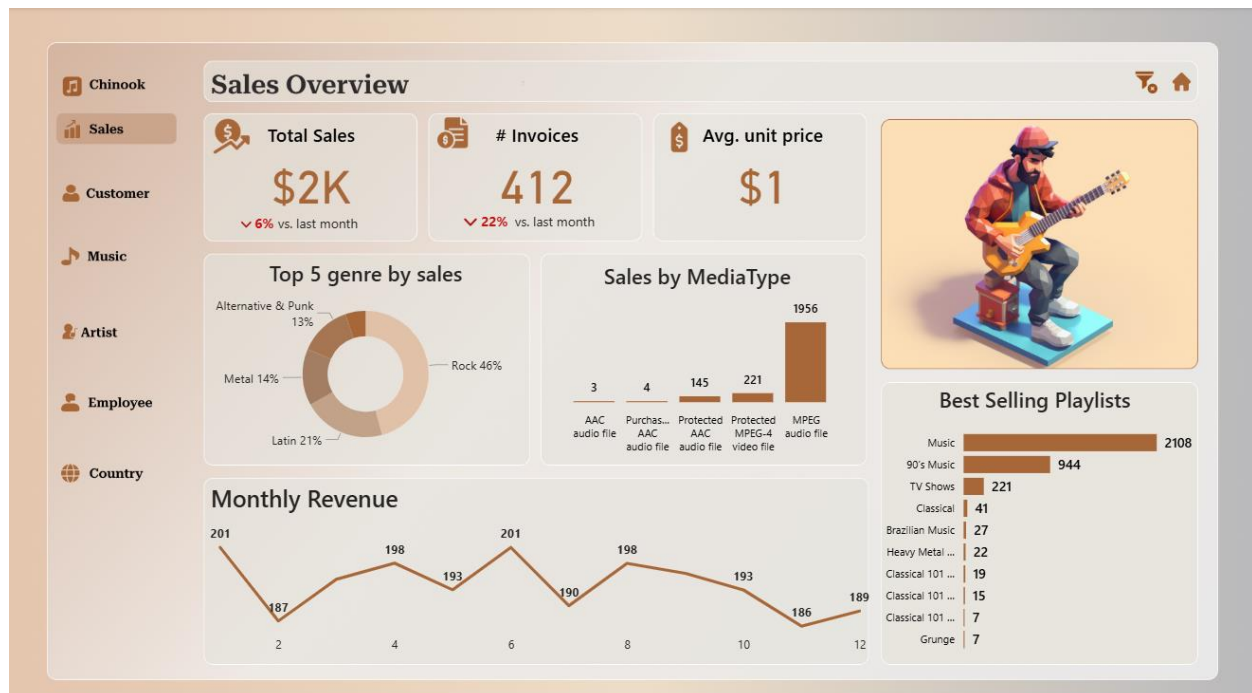 Chinook
Sales
Customer
Music
Artist
Employee
Country
Sales Overview
Total Sales
$2K
6% vs. last month
# Invoices
412
22% vs. last month
Avg. unit price
$1
Top 5 genre by sales
Alternative & Punk
13%
Rock 46%
Metal 14%
Latin 21%
Sales by MediaType
3
4
145
221
1956
AAC
audio file
Purchas...
AAC
audio file
Protected
AAC
audio file
Protected
MPEG-4
video file
MPEG
audio file
Monthly Revenue
201
187
198
193
201
190
198
193
186
189
2
4
6
8
10
12
Best Selling Playlists
Music 2108
90's Music 944
TV Shows 221
Classical 41
Brazilian Music 27
Heavy Metal ... 22
Classical 101 ... 19
Classical 101 ... 15
Classical 101 ... 7
Grunge 7